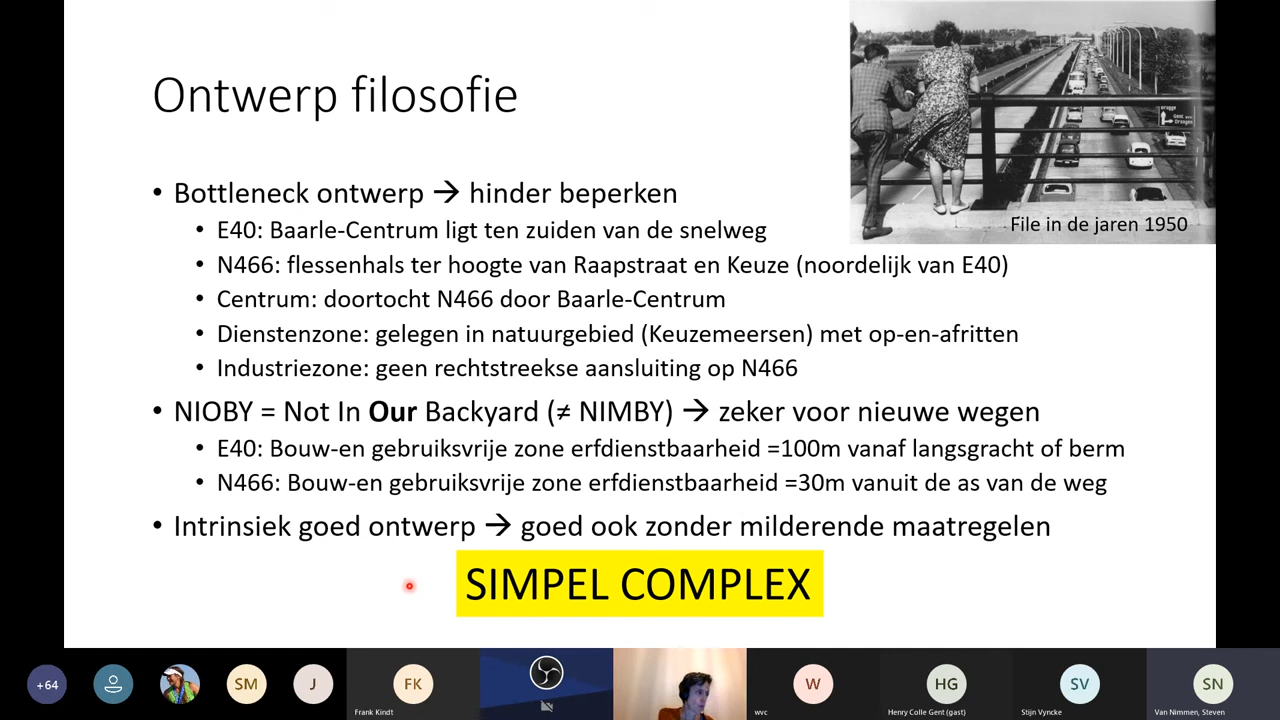 Ontwerp filosofie
• Bottleneck ontwerp → hinder beperken
• E40: Baarle-Centrum ligt ten zuiden van de snelweg
• N466: flessenhals ter hoogte van Raapstraat en Keuze (noordelijk van E40)
• Centrum: doortocht N466 door Baarle-Centrum
• Dienstenzone: gelegen in natuurgebied (Keuzemeersen) met op-en-afritten
• Industriezone: geen rechtstreekse aansluiting op N466
• NIOBY = Not In Our Backyard (≠ NIMBY) → zeker voor nieuwe wegen
• E40: Bouw-en gebruiksvrije zone erfdienstbaarheid =100m vanaf langsgracht of berm
• N466: Bouw-en gebruiksvrije zone erfdienstbaarheid =30m vanuit de as van de weg
• Intrinsiek goed ontwerp → goed ook zonder milderende maatregelen
SIMPEL COMPLEX
File in de jaren 1950
+64
SM
J
FK
Frank Kindt
W
wvc
HG
Henry Colle Gent (gast)
SV
Stijn Vyncke
SN
Van Nimmen, Steven